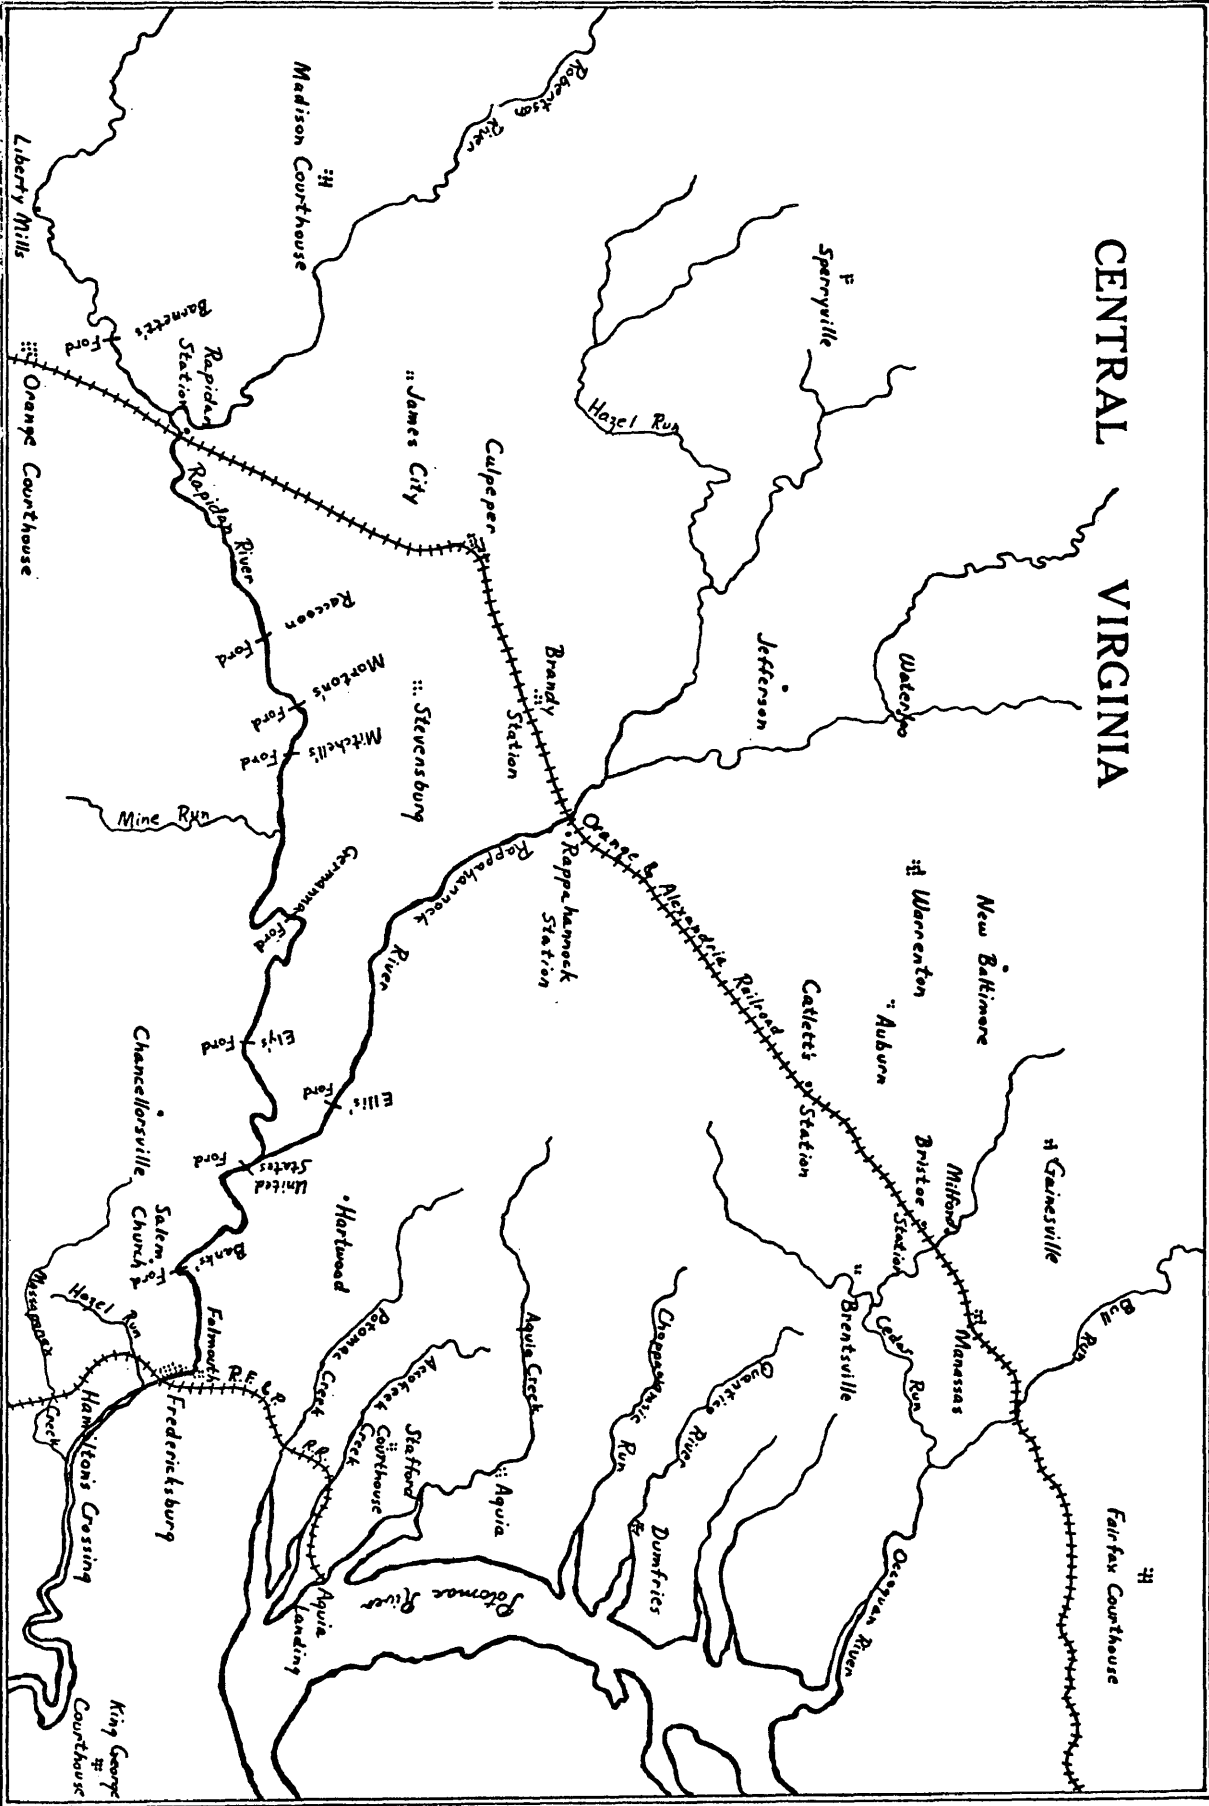 CENTRAL VIRGINIA
Robertson
River
Madison Courthouse
Liberty Mills
Sperryville
Hazel Run
Barnett's
Ford
Rapidan
Station
Orange Courthouse
James City
Culpeper
Rapidan River
Raccoon
Ford
Morton's
Ford
Mitchell's
Ford
Stevensburg
Brandy
Station
Jefferson
Waterloo
Mine Run
Germanna
Ford
Rappahannock
River
Orange & Alexandria Railroad
Rappahannock
Station
Warrenton
New Baltimore
Auburn
Catlett's
Station
Ely's
Ford
Ellis'
Ford
Chancellorsville
United
States
Ford
Salem
Church
Banks'
Ford
Hartwood
Gainesville
Milford
Bristoe
Station
Bull
Run
Manassas
Brentsville
Cedar Run
Massaponax
Creek
Hazel Run
Falmouth
R.F. & P.
R.R.
Fredericksburg
Hamilton's Crossing
Potomac Creek
Accokeek
Creek
Stafford
Courthouse
Aquia Creek
Aquia
Choppawamsic Run
Quantico River
Dumfries
Occoquan River
Fairfax Courthouse
Potomac River
Aquia
Landing
King George
Courthouse